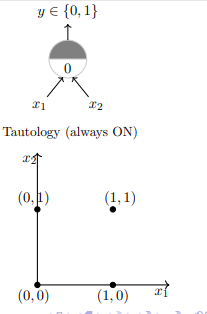 y ∈ {0, 1}
0
x₁ x₂
Tautology (always ON)
x₂
(0, 1) (1, 1)
(0, 0) (1, 0) x₁